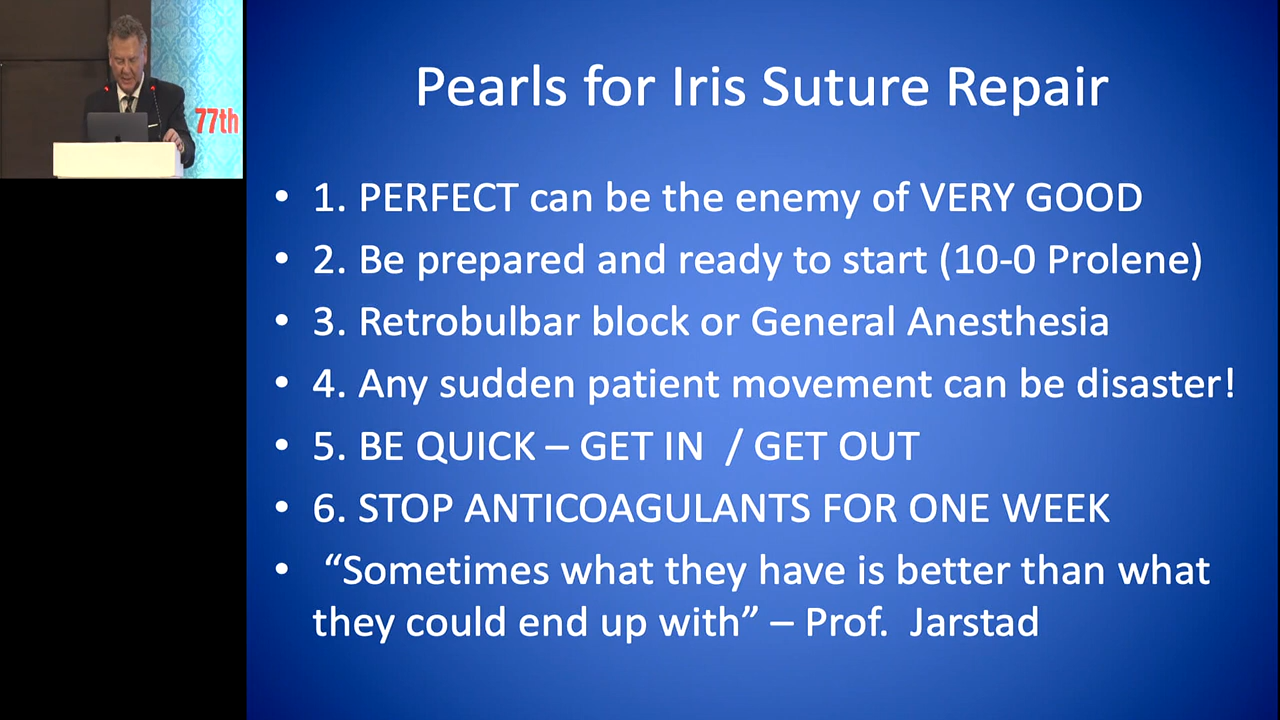 77th
Pearls for Iris Suture Repair
• 1. PERFECT can be the enemy of VERY GOOD
• 2. Be prepared and ready to start (10-0 Prolene)
• 3. Retrobulbar block or General Anesthesia
• 4. Any sudden patient movement can be disaster!
• 5. BE QUICK – GET IN / GET OUT
• 6. STOP ANTICOAGULANTS FOR ONE WEEK
• “Sometimes what they have is better than what
they could end up with” – Prof. Jarstad